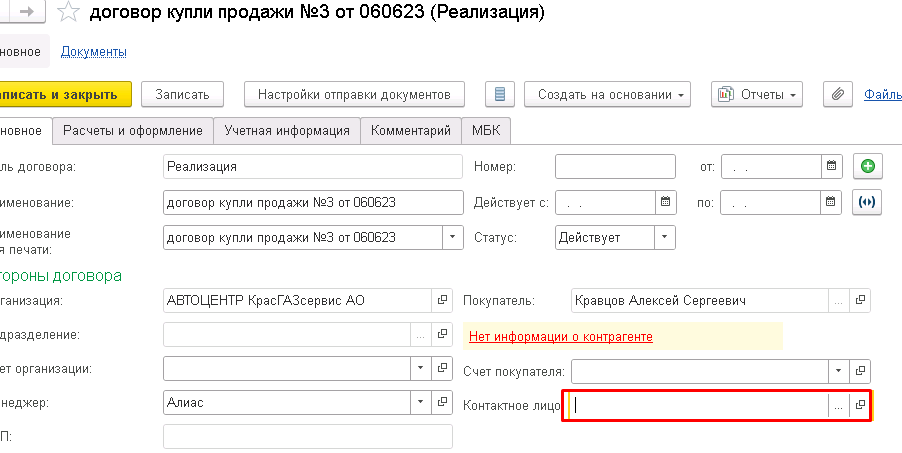 договор купли продажи №3 от 060623 (Реализация)
новное Документы
аписать и закрыть Записать Настройки отправки документов Создать на основании Отчеты Файлы
новное Расчеты и оформление Учетная информация Комментарий МБК
ль договора: Реализация Номер: от: . .
именование: договор купли продажи №3 от 060623 Действует с: . . по: . .
именование
я печати: договор купли продажи №3 от 060623 Статус: Действует
тороны договора
ганизация: АВТОЦЕНТР КрасГАЗсервис АО Покупатель: Кравцов Алексей Сергеевич ...
дразделение: ... Нет информации о контрагенте
ет организации: Счет покупателя:
неджер: Алиас Контактное лицо ...
П: